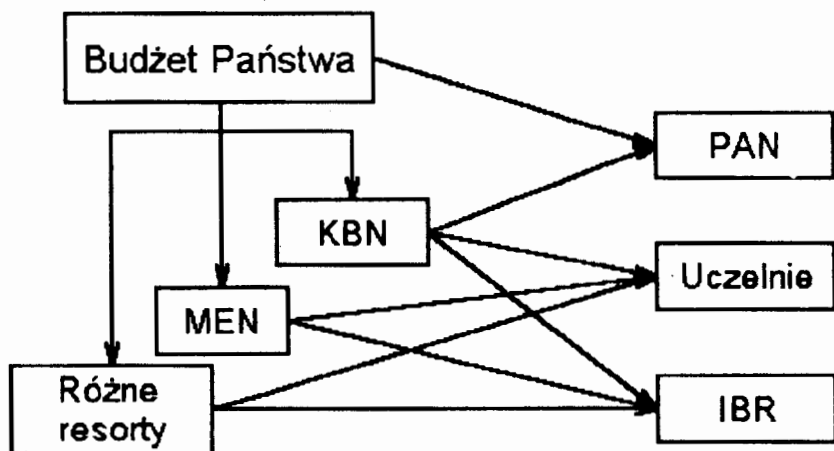 Budżet Państwa
PAN
KBN
Uczelnie
MEN
Różne
resorty
IBR